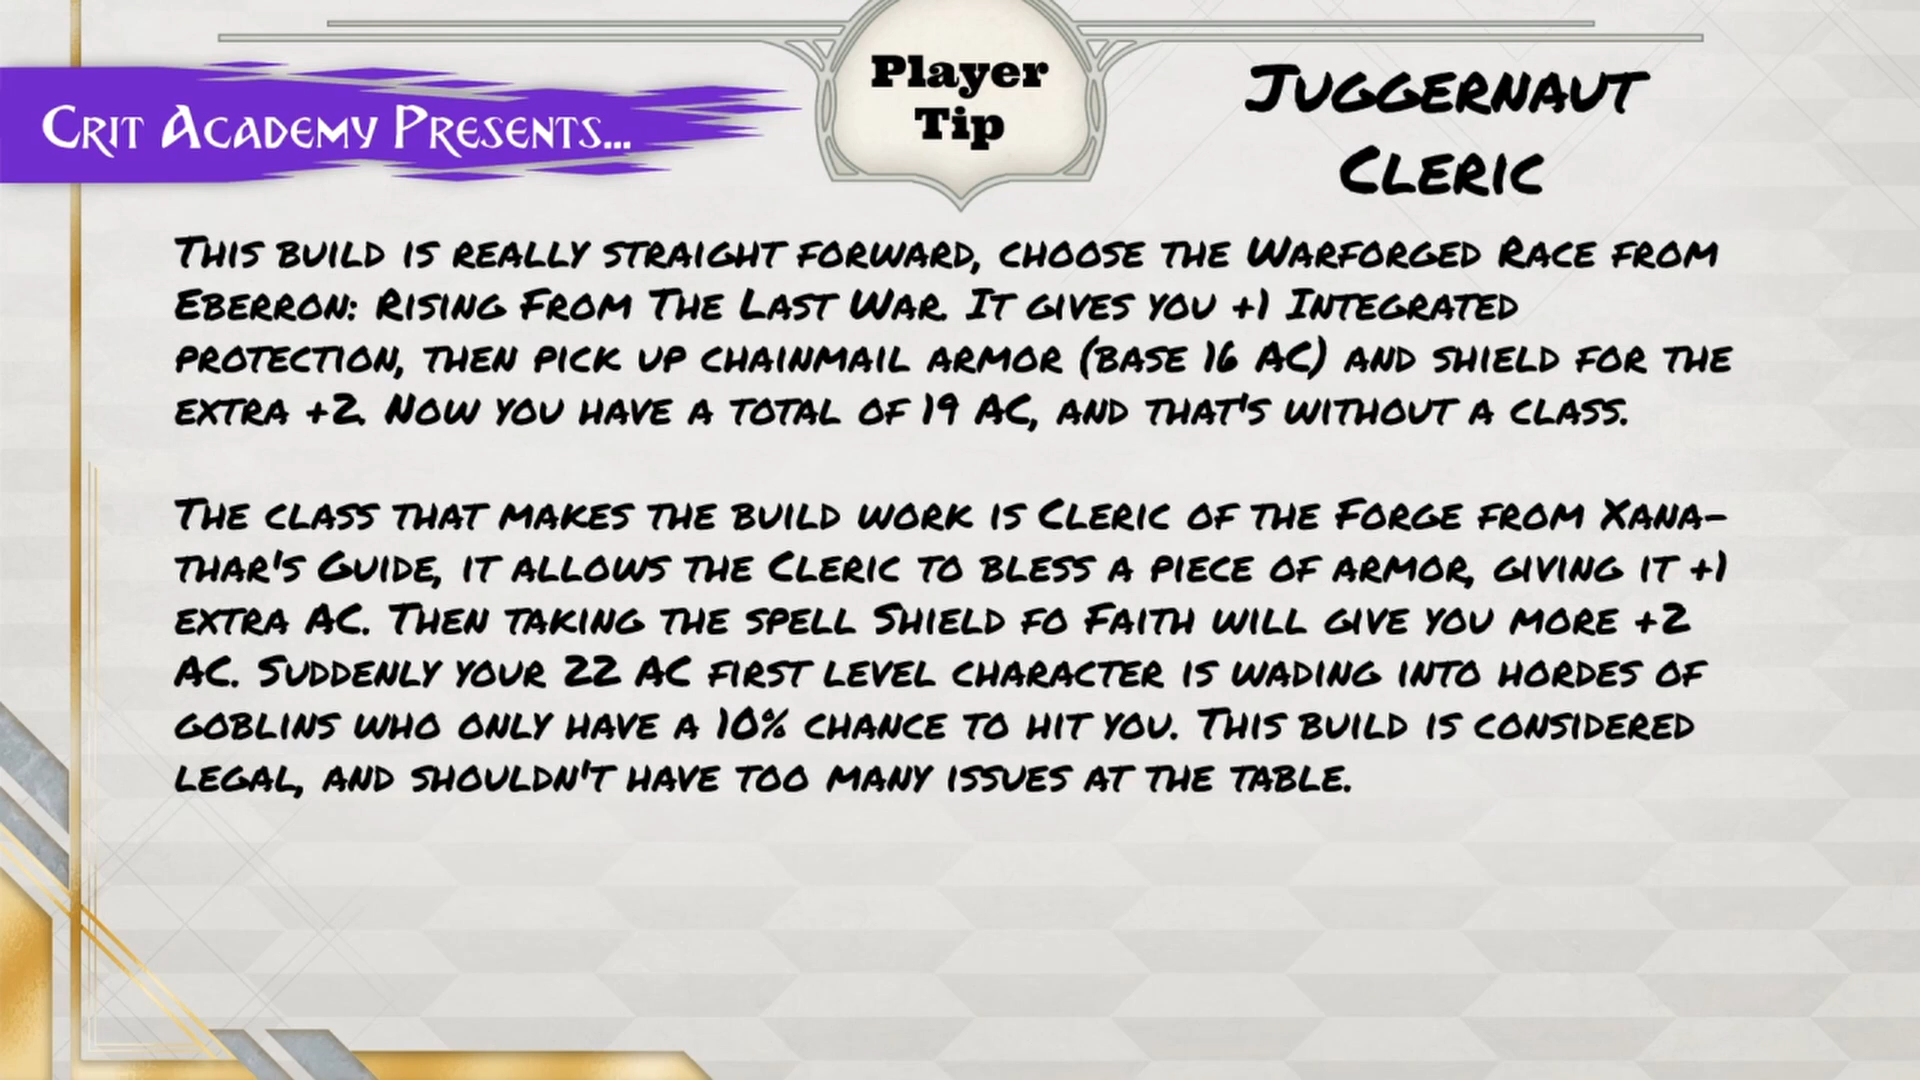 Crit Academy Presents...
Player
Tip
Juggernaut
Cleric
This build is really straight forward, choose the Warforged Race from
Eberron: Rising From The Last War. It gives you +1 Integrated
protection, then pick up chainmail armor (base 16 AC) and shield for the
extra +2. Now you have a total of 19 AC, and that's without a class.
The class that makes the build work is Cleric of the Forge from Xana-
thar's Guide, it allows the Cleric to bless a piece of armor, giving it +1
extra AC. Then taking the spell Shield fo Faith will give you more +2
AC. Suddenly your 22 AC first level character is wading into hordes of
goblins who only have a 10% chance to hit you. This build is considered
legal, and shouldn't have too many issues at the table.